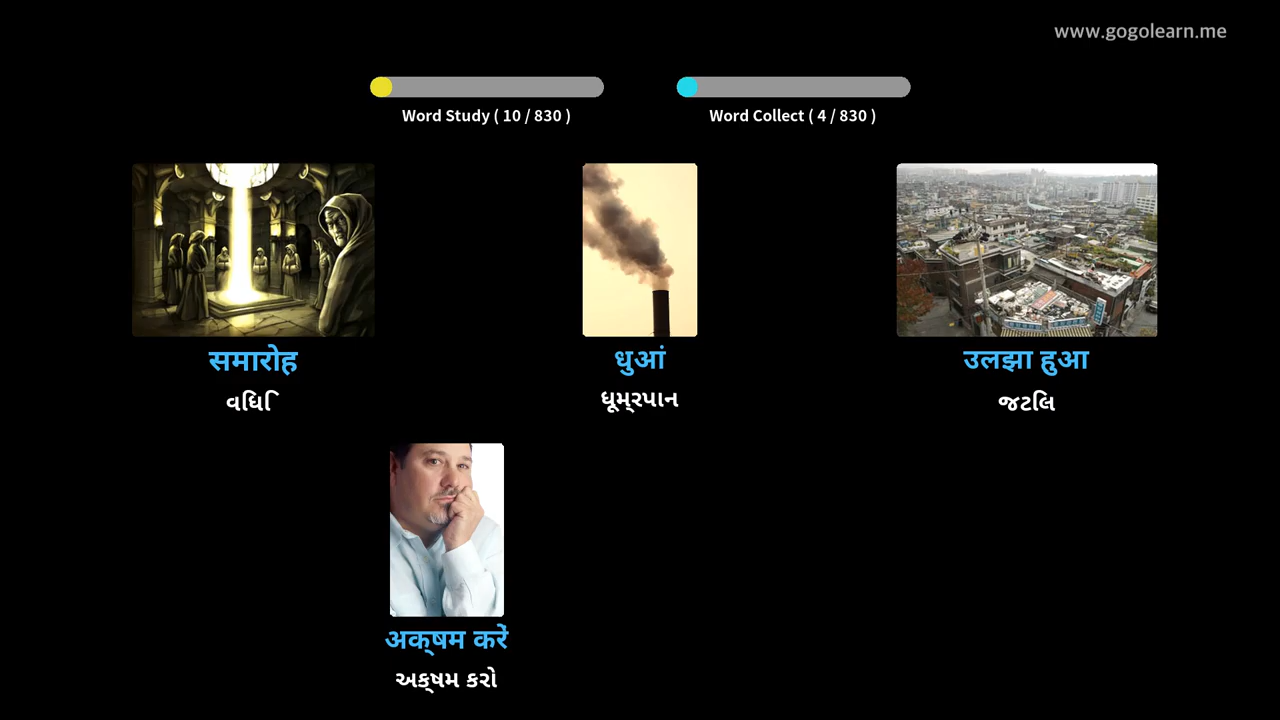 www.gogolearn.me
Word Study ( 10 / 830 )
Word Collect ( 4 / 830 )
समारोह
વિધિ
धुआं
ધૂમ્રપાન
उलझा हुआ
જટિલ
अक्षम करें
અક્ષમ કરો